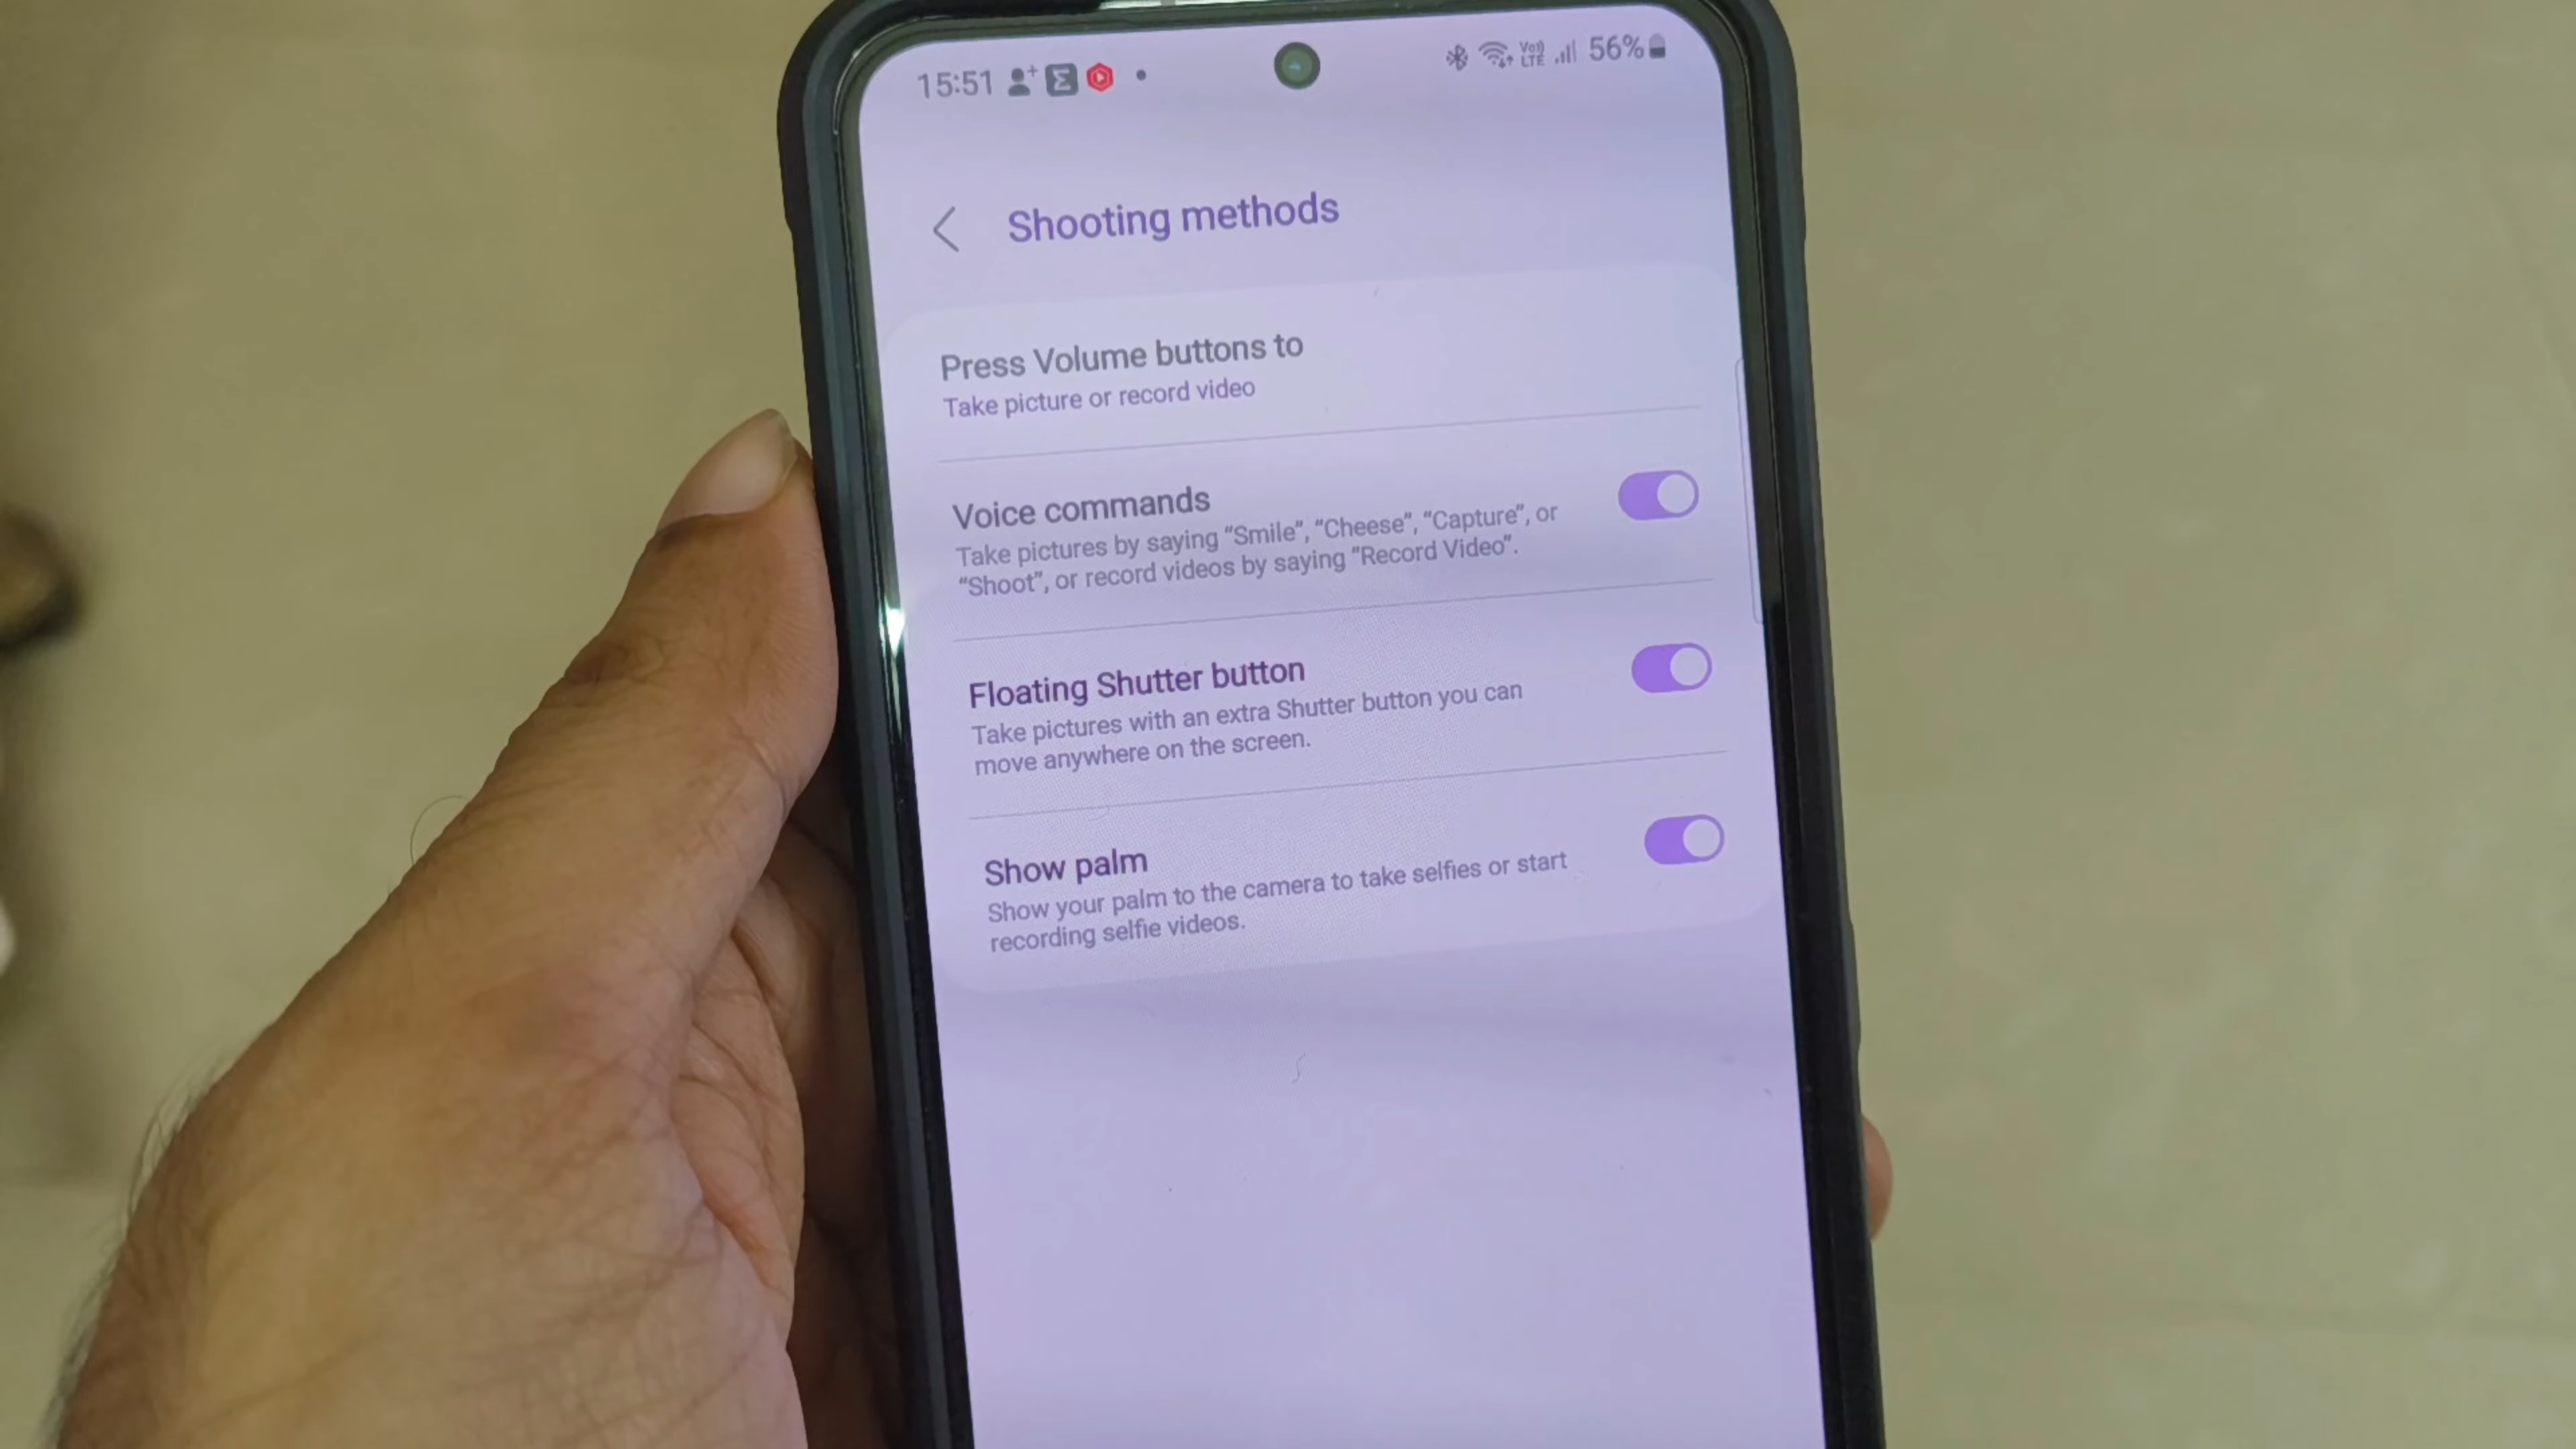 15:51
Vo)) LTE 56%
Shooting methods
Press Volume buttons to
Take picture or record video
Voice commands
Take pictures by saying “Smile”, “Cheese”, “Capture”, or
“Shoot”, or record videos by saying “Record Video”.
Floating Shutter button
Take pictures with an extra Shutter button you can
move anywhere on the screen.
Show palm
Show your palm to the camera to take selfies or start
recording selfie videos.